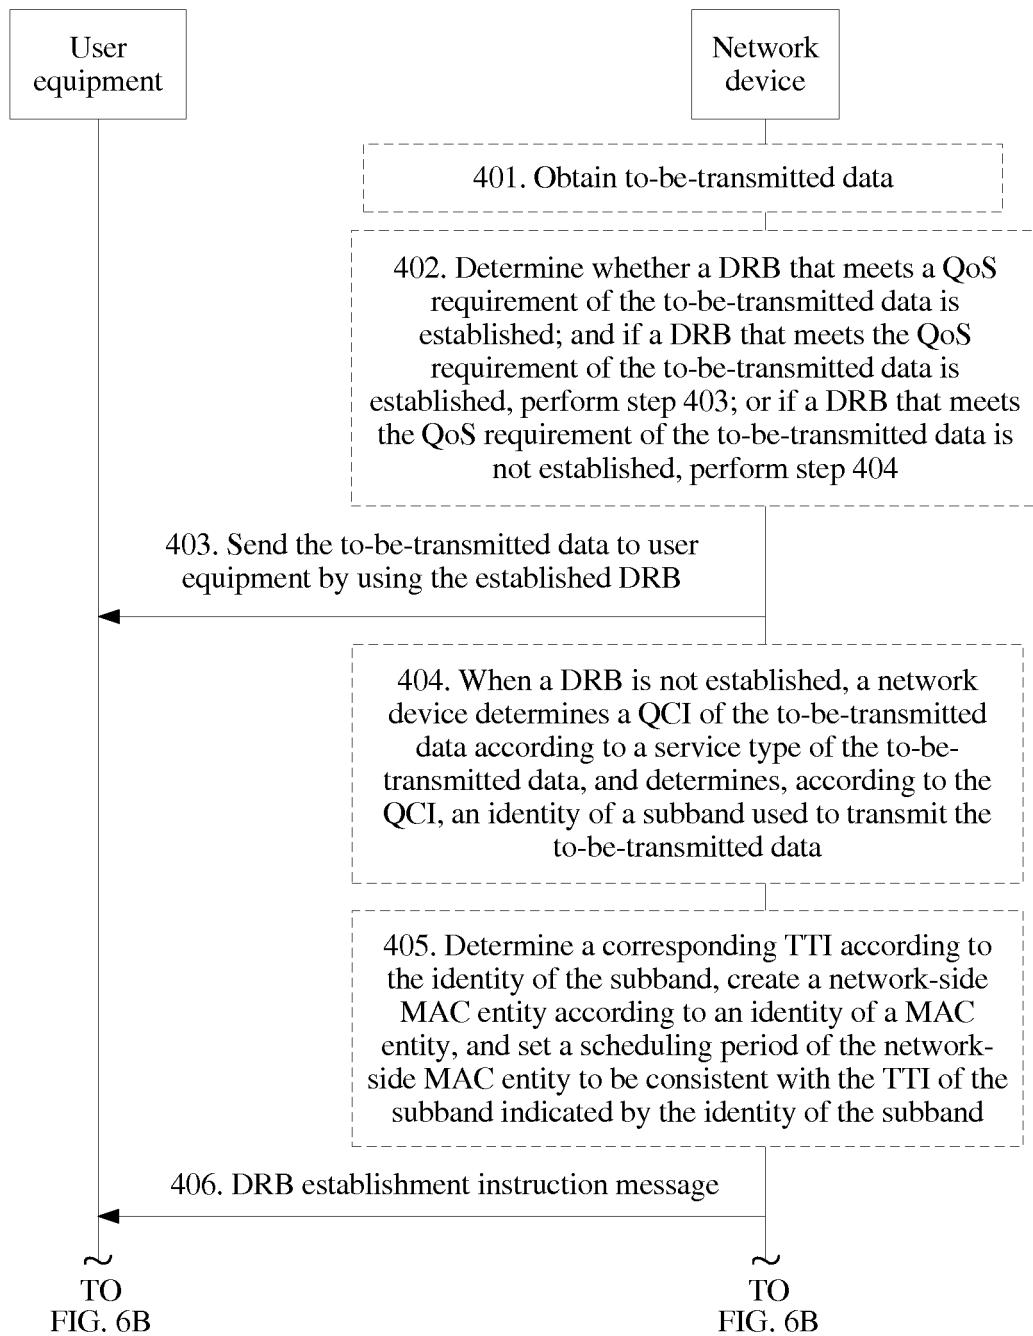 User
equipment
Network
device
401. Obtain to-be-transmitted data
402. Determine whether a DRB that meets a QoS
requirement of the to-be-transmitted data is
established; and if a DRB that meets the QoS
requirement of the to-be-transmitted data is
established, perform step 403; or if a DRB that meets
the QoS requirement of the to-be-transmitted data is
not established, perform step 404
403. Send the to-be-transmitted data to user
equipment by using the established DRB
404. When a DRB is not established, a network
device determines a QCI of the to-be-transmitted
data according to a service type of the to-be-
transmitted data, and determines, according to the
QCI, an identity of a subband used to transmit the
to-be-transmitted data
405. Determine a corresponding TTI according to
the identity of the subband, create a network-side
MAC entity according to an identity of a MAC
entity, and set a scheduling period of the network-
side MAC entity to be consistent with the TTI of the
subband indicated by the identity of the subband
406. DRB establishment instruction message
TO
FIG. 6B
TO
FIG. 6B